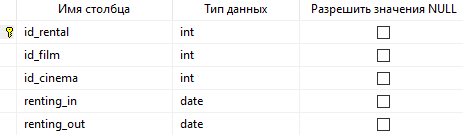 Имя столбца Тип данных Разрешить значения NULL
id_rental int
id_film int
id_cinema int
renting_in date
renting_out date